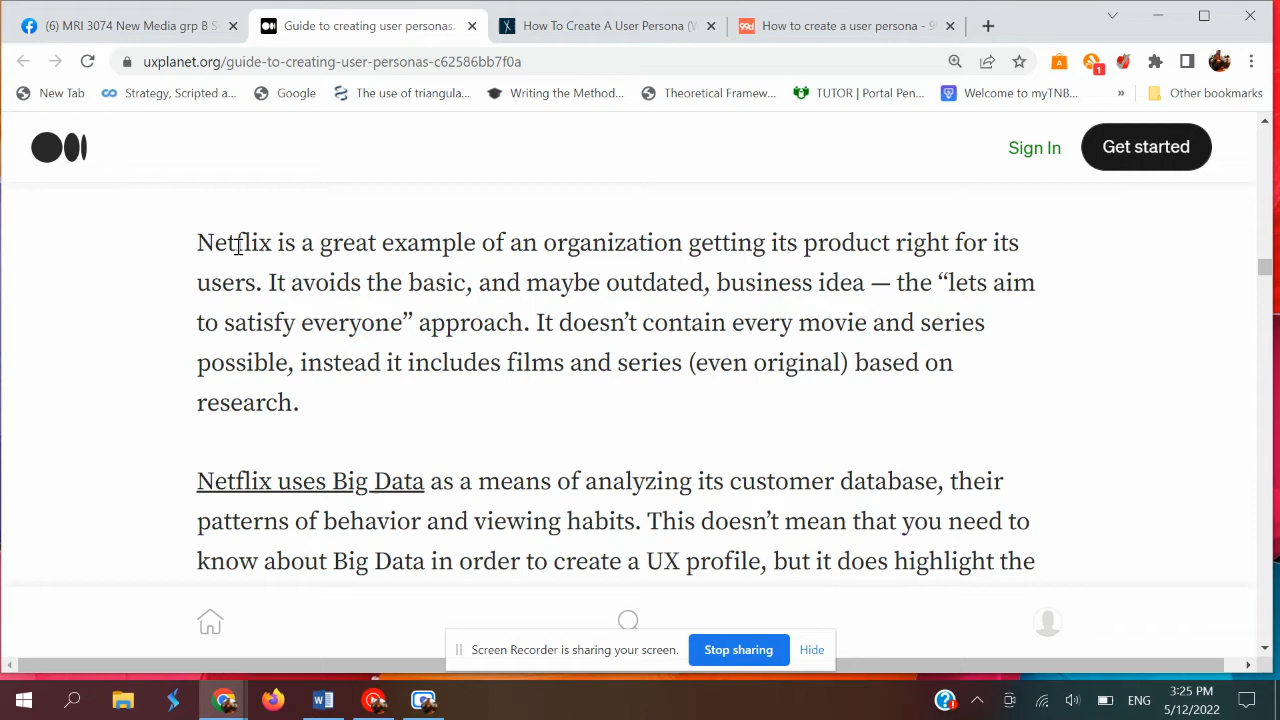 (6) MRI 3074 New Media grp B S
Guide to creating user personas.
How To Create A User Persona (V
99d
How to create a user persona - 9
uxplanet.org/guide-to-creating-user-personas-c62586bb7f0a
1
New Tab
Strategy, Scripted a...
Google
The use of triangula...
Writing the Method...
Theoretical Framew...
TUTOR | Portal Pen...
Welcome to myTNB...
»
Other bookmarks
Sign In
Get started
Netflix is a great example of an organization getting its product right for its
users. It avoids the basic, and maybe outdated, business idea — the “lets aim
to satisfy everyone” approach. It doesn’t contain every movie and series
possible, instead it includes films and series (even original) based on
research.
Netflix uses Big Data as a means of analyzing its customer database, their
patterns of behavior and viewing habits. This doesn’t mean that you need to
know about Big Data in order to create a UX profile, but it does highlight the
Screen Recorder is sharing your screen.
Stop sharing
Hide
ENG
3:25 PM
5/12/2022